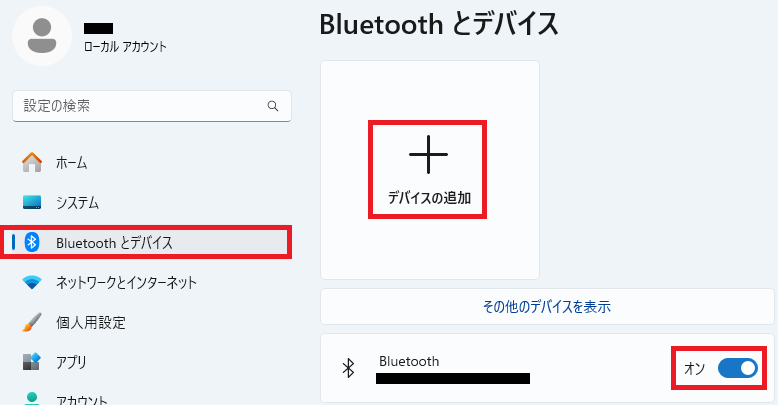 ローカル アカウント
設定の検索
ホーム
システム
Bluetooth とデバイス
ネットワークとインターネット
個人用設定
アプリ
アカウント
Bluetooth とデバイス
デバイスの追加
その他のデバイスを表示
Bluetooth
オン